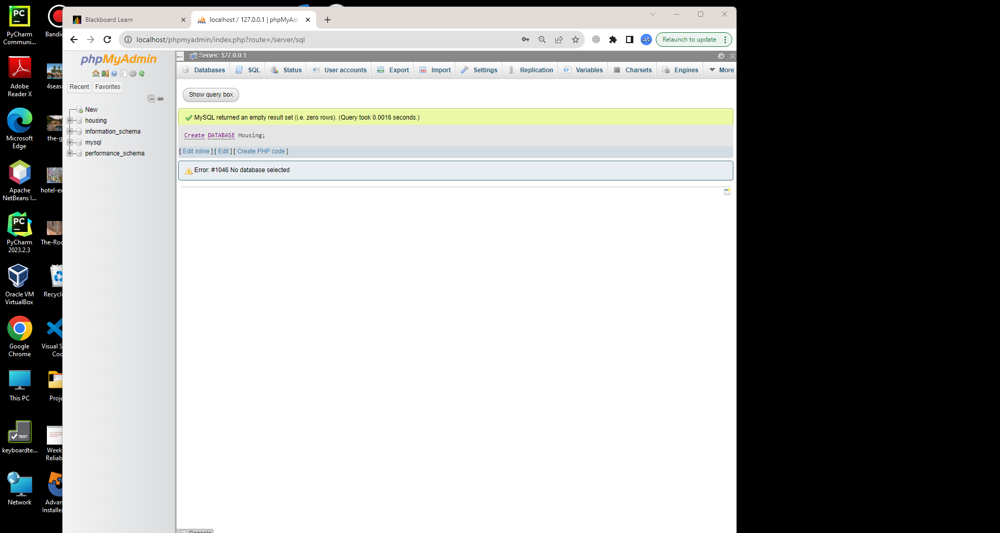 PyCharm
Communi...
Bandic
Adobe
Reader X
4seas
Microsoft
Edge
the-g
Apache
NetBeans I...
hotel-ex
PyCharm
2023.2.3
The-Roc
Oracle VM
VirtualBox
Recycl
Google
Chrome
Visual S
Coc
This PC
Proje
TEST
keyboardte...
Week
Reliab
Network
Advan
Installe
Blackboard Learn
PMA
localhost / 127.0.0.1 | phpMyAdr
localhost/phpmyadmin/index.php?route=/server/sql
Relaunch to update
phpMyAdmin
Recent Favorites
New
housing
information_schema
mysql
performance_schema
Server: 127.0.0.1
Databases SQL Status User accounts Export Import Settings Replication Variables Charsets Engines More
Show query box
MySQL returned an empty result set (i.e. zero rows). (Query took 0.0016 seconds.)
Create DATABASE Housing;
[ Edit inline ] [ Edit ] [ Create PHP code ]
Error: #1046 No database selected
Console